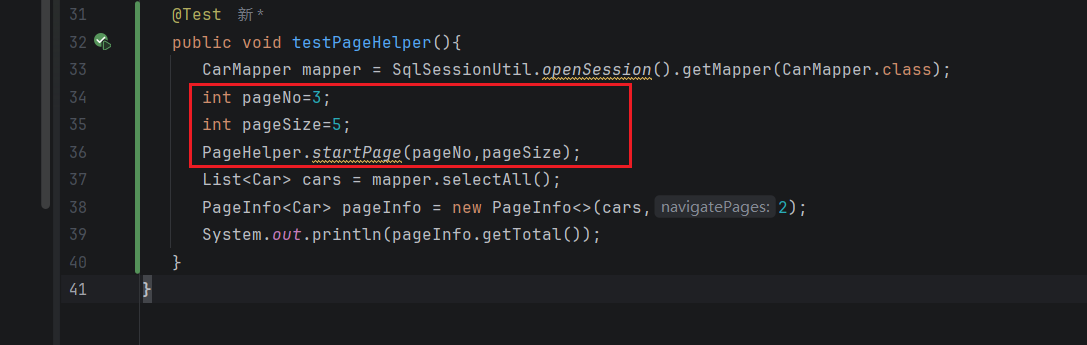 31 @Test 新 *
32 public void testPageHelper(){
33 CarMapper mapper = SqlSessionUtil.openSession().getMapper(CarMapper.class);
34 int pageNo=3;
35 int pageSize=5;
36 PageHelper.startPage(pageNo,pageSize);
37 List<Car> cars = mapper.selectAll();
38 PageInfo<Car> pageInfo = new PageInfo<>(cars, navigatePages: 2);
39 System.out.println(pageInfo.getTotal());
40 }
41 }